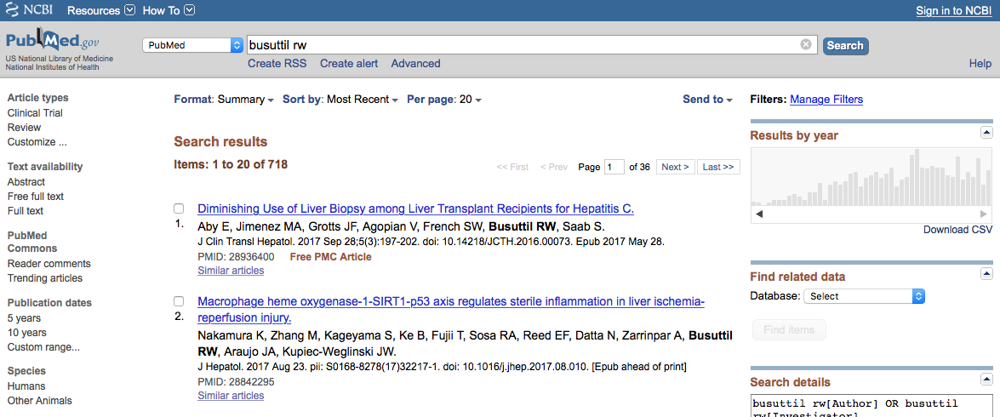 NCBI Resources How To Sign in to NCBI
PubMed.gov
US National Library of Medicine
National Institutes of Health
PubMed busuttil rw Search
Create RSS Create alert Advanced Help
Article types
Clinical Trial
Review
Customize ...
Text availability
Abstract
Free full text
Full text
PubMed
Commons
Reader comments
Trending articles
Publication dates
5 years
10 years
Custom range...
Species
Humans
Other Animals
Format: Summary Sort by: Most Recent Per page: 20 Send to
Search results
Items: 1 to 20 of 718
<< First < Prev Page 1 of 36 Next > Last >>
Diminishing Use of Liver Biopsy among Liver Transplant Recipients for Hepatitis C.
1. Aby E, Jimenez MA, Grotts JF, Agopian V, French SW, Busuttil RW, Saab S.
J Clin Transl Hepatol. 2017 Sep 28;5(3):197-202. doi: 10.14218/JCTH.2016.00073. Epub 2017 May 28.
PMID: 28936400 Free PMC Article
Similar articles
Macrophage heme oxygenase-1-SIRT1-p53 axis regulates sterile inflammation in liver ischemia-
2. reperfusion injury.
Nakamura K, Zhang M, Kageyama S, Ke B, Fujii T, Sosa RA, Reed EF, Datta N, Zarrinpar A, Busuttil
RW, Araujo JA, Kupiec-Weglinski JW.
J Hepatol. 2017 Aug 23. pii: S0168-8278(17)32217-1. doi: 10.1016/j.jhep.2017.08.010. [Epub ahead of print]
PMID: 28842295
Similar articles
Filters: Manage Filters
Results by year
Download CSV
Find related data
Database: Select
Find items
Search details
busuttil rw[Author] OR busuttil
rw[Investigator]